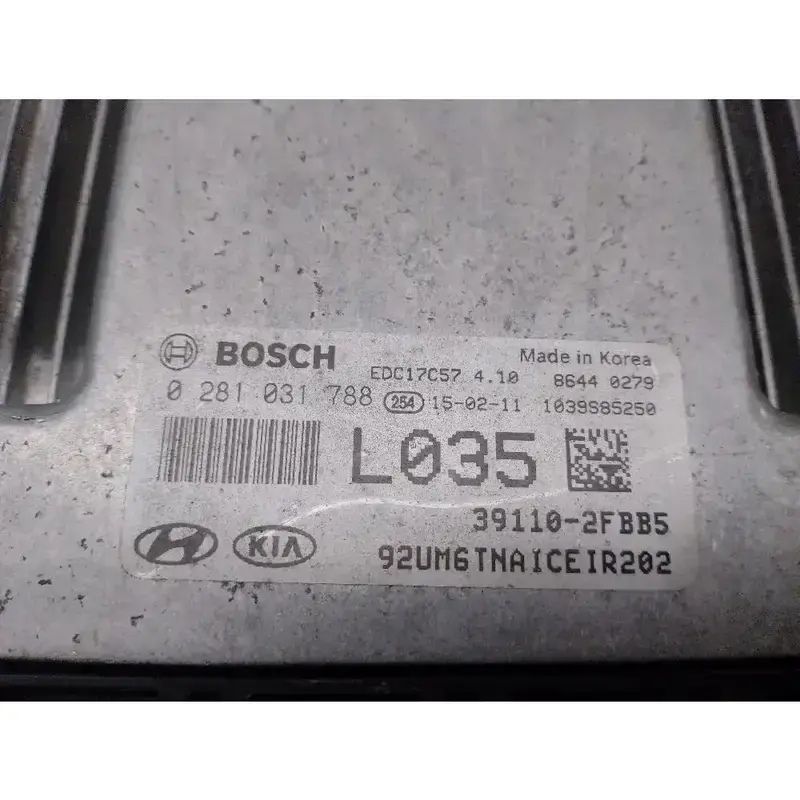 BOSCH EDC17C57 4.10 Made in Korea
8644 0279
0 281 031 788 254 15-02-11 1039S85250
L035
39110-2FBB5
KIA 92UM6TNAICEIR202